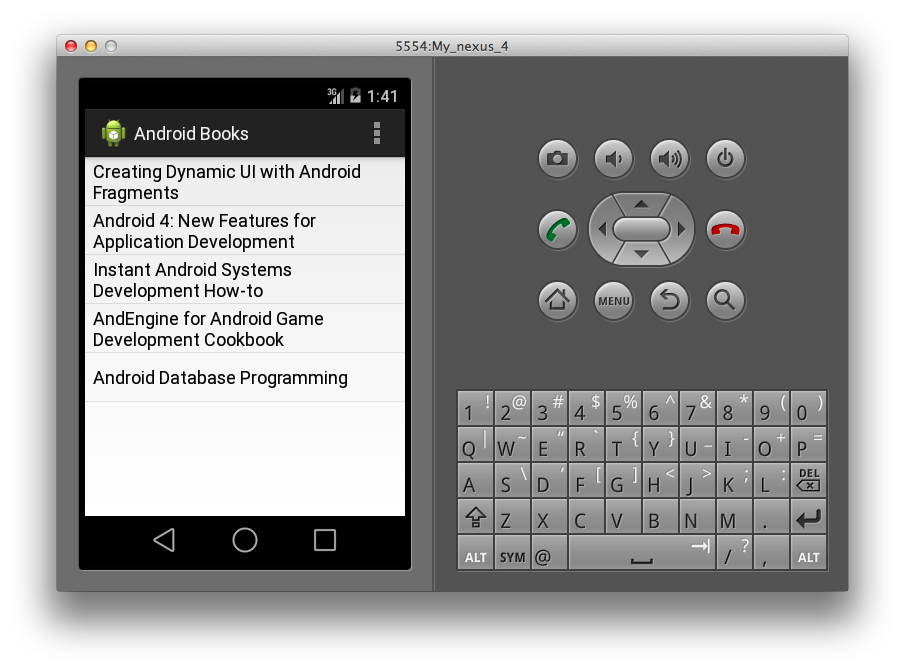 5554:My_nexus_4
3G 1:41
Android Books
Creating Dynamic UI with Android
Fragments
Android 4: New Features for
Application Development
Instant Android Systems
Development How-to
AndEngine for Android Game
Development Cookbook
Android Database Programming
MENU
1 ! 2 @ 3 # 4 $ 5 % 6 ^ 7 & 8 * 9 ( 0 )
Q | W ~ E “ R ` T { Y } U _ I - O + P =
A S \ D ‘ F [ G ] H < J > K ; L : DEL
Z X C V B N M .
ALT SYM @ / ? , ALT